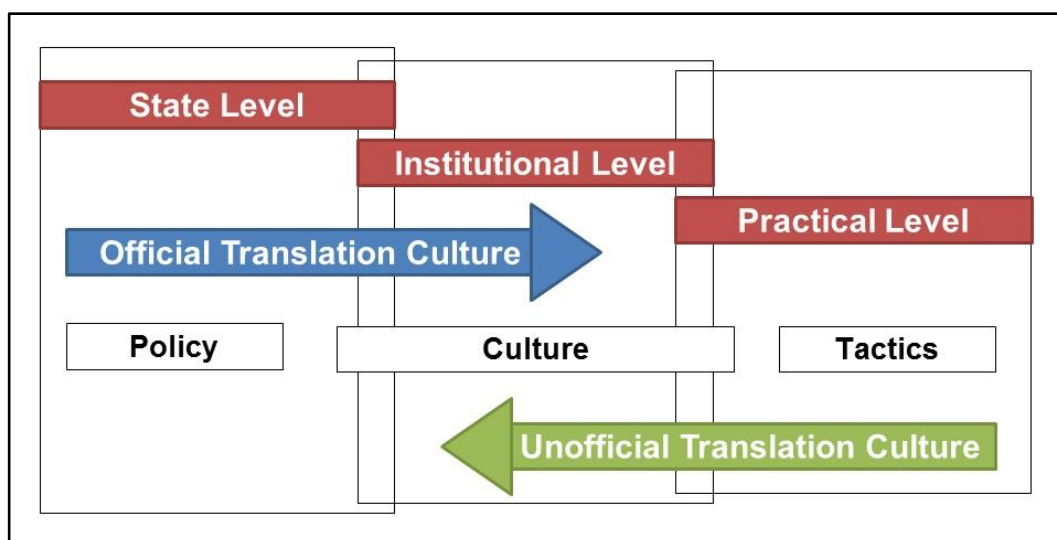 State Level
Institutional Level
Practical Level
Official Translation Culture
Policy
Culture
Tactics
Unofficial Translation Culture